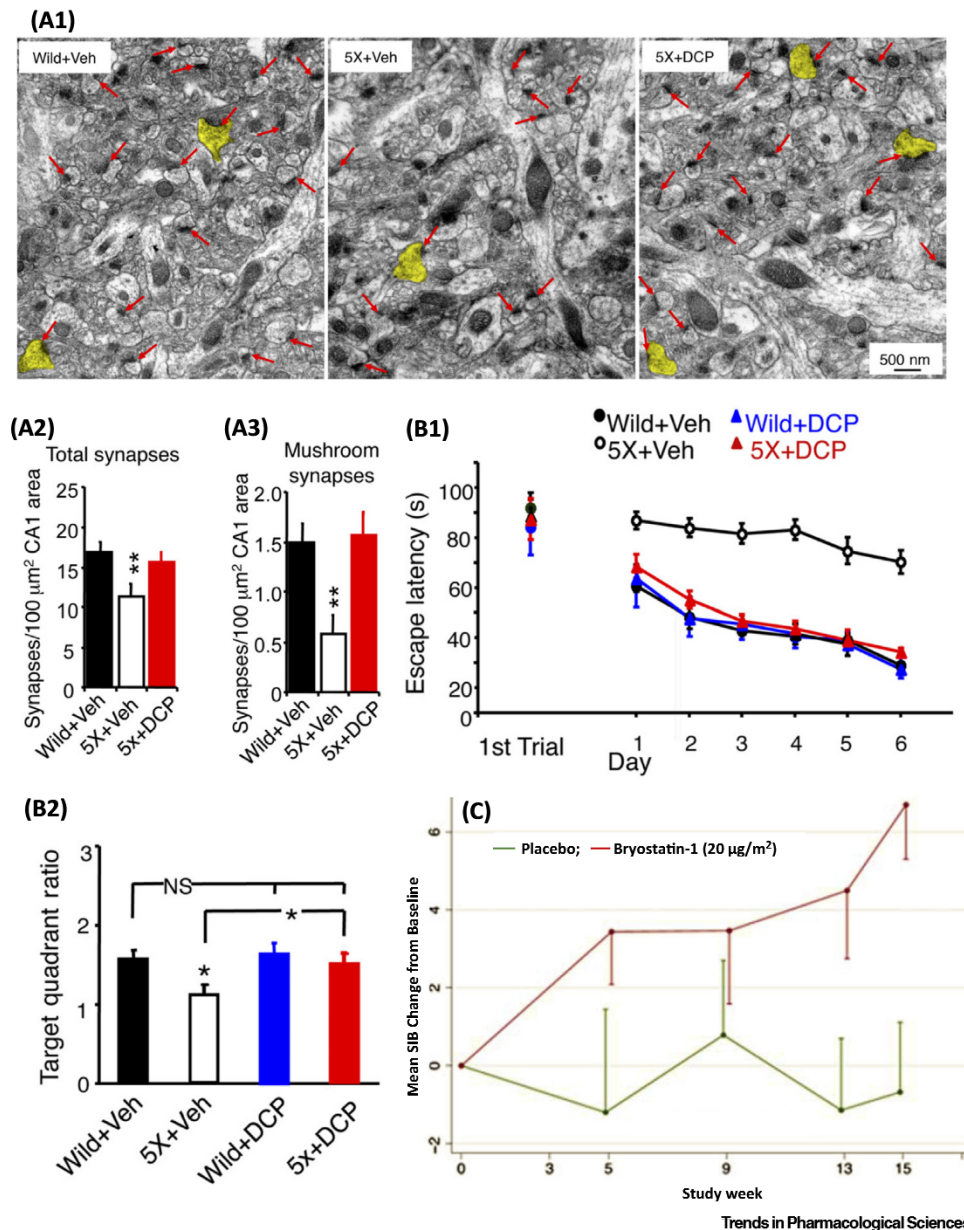 (A1)
Wild+Veh
5X+Veh
5X+DCP
500 nm
(A2)
Total synapses
Synapses/100 μm² CA1 area
25
20
15
10
5
0
**
Wild+Veh
5X+Veh
5x+DCP
(A3)
Mushroom
synapses
Synapses/100 μm² CA1 area
2.0
1.5
1.0
0.5
0
**
Wild+Veh
5X+Veh
5x+DCP
(B1)
Wild+Veh
Wild+DCP
5X+Veh
5X+DCP
Escape latency (s)
100
80
60
40
20
0
1st Trial
1
2
3
4
5
6
Day
(B2)
Target quadrant ratio
3
2
1
0
NS
*
*
Wild+Veh
5X+Veh
Wild+DCP
5x+DCP
(C)
Placebo; Bryostatin-1 (20 μg/m²)
Mean SIB Change from Baseline
6
4
2
0
-2
0
3
5
9
13
15
Study week
Trends in Pharmacological Sciences